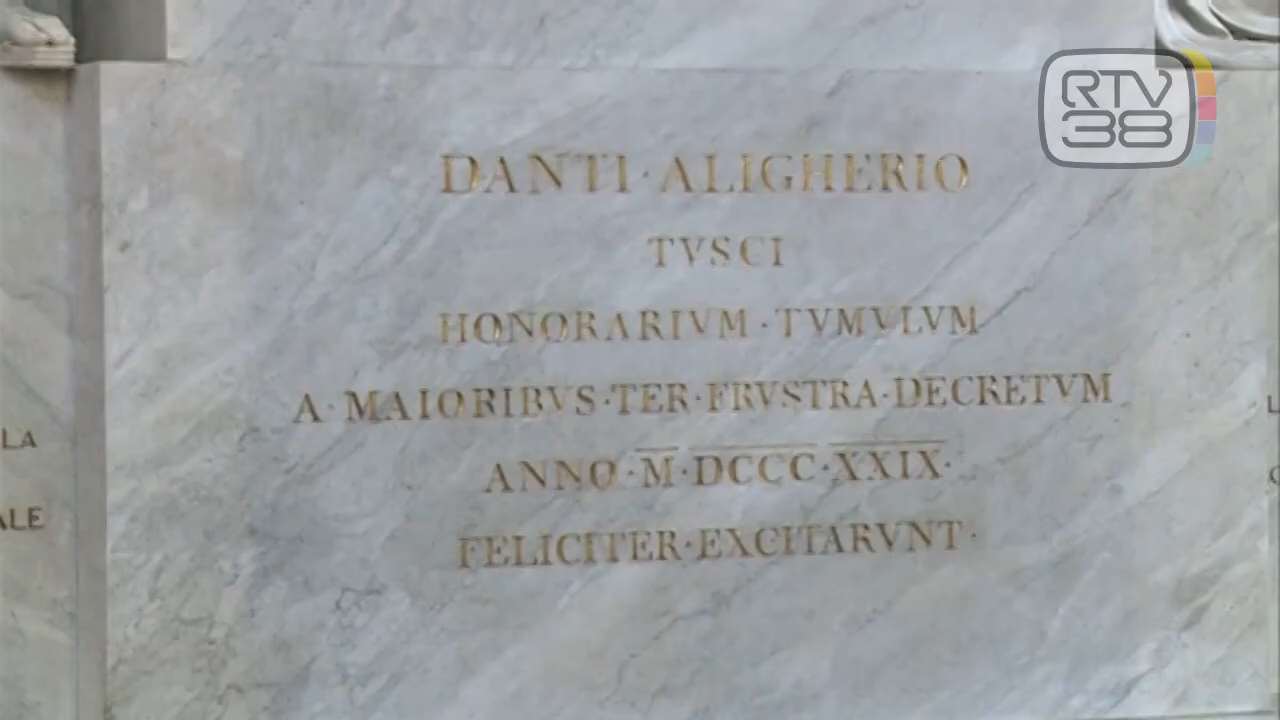 RTV
38
DANTI · ALIGHERIO
TVSCI
HONORARIVM · TVMVLVM
A · MAIORIBVS · TER · FRVSTRA · DECRETVM
ANNO · M · DCCC · XXIX ·
FELICITER · EXCITARVNT ·
LA
ALE